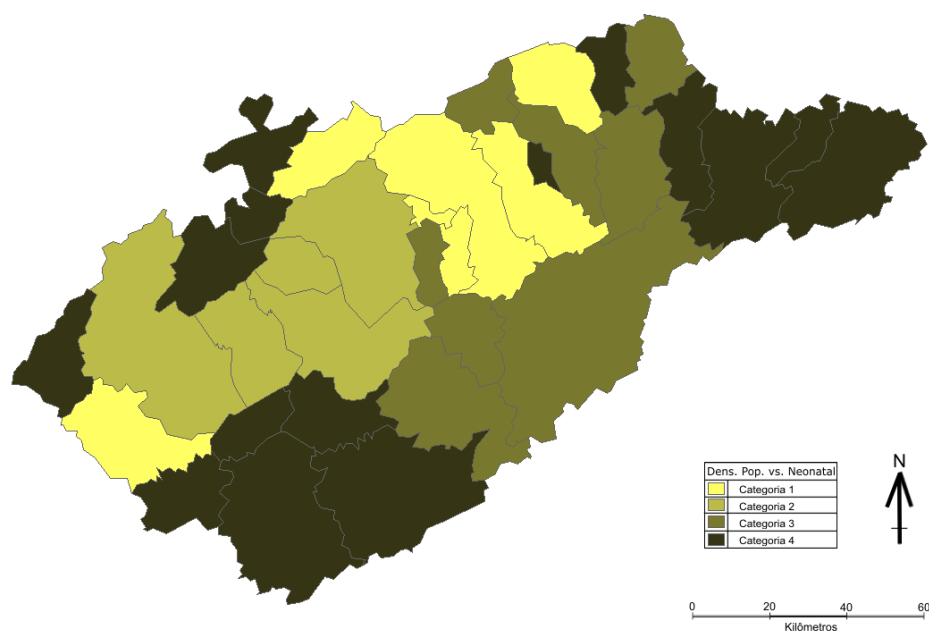 Dens. Pop. vs. Neonatal
Categoria 1
Categoria 2
Categoria 3
Categoria 4
N
0 20 40 60
Kilômetros